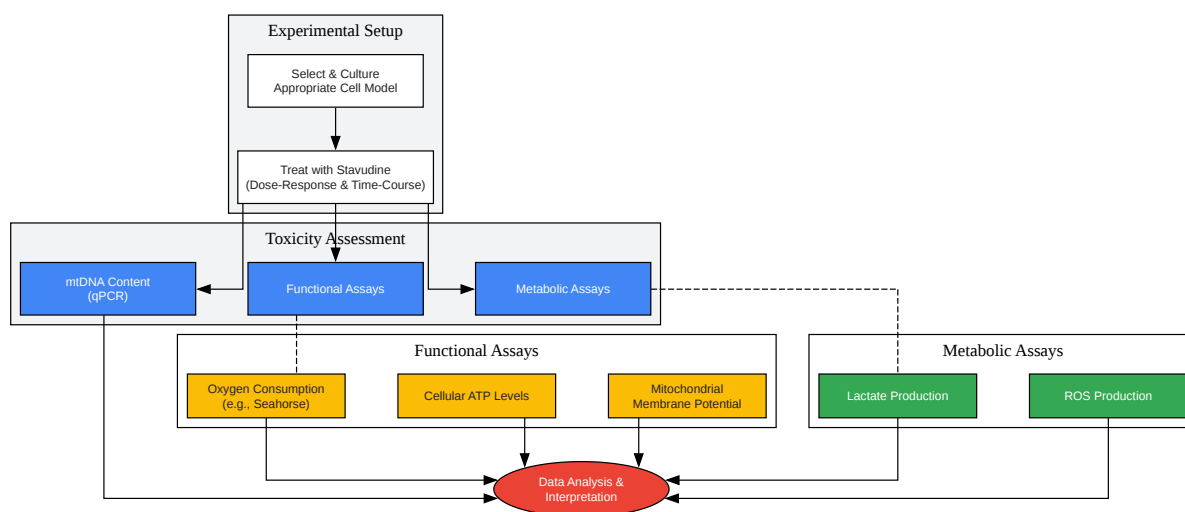 Experimental Setup
Select & Culture
Appropriate Cell Model
Treat with Stavudine
(Dose-Response & Time-Course)
Toxicity Assessment
mtDNA Content
(qPCR)
Functional Assays
Metabolic Assays
Functional Assays
Metabolic Assays
Oxygen Consumption
(e.g., Seahorse)
Cellular ATP Levels
Mitochondrial
Membrane Potential
Lactate Production
ROS Production
Data Analysis &
Interpretation